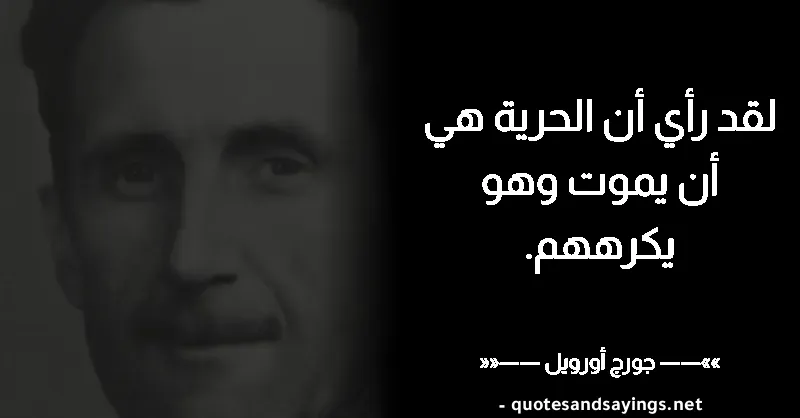 لقد رأي أن الحرية هي
أن يموت وهو
يكرههم.
»——— جورج أورويل ———««
- quotesandsayings.net